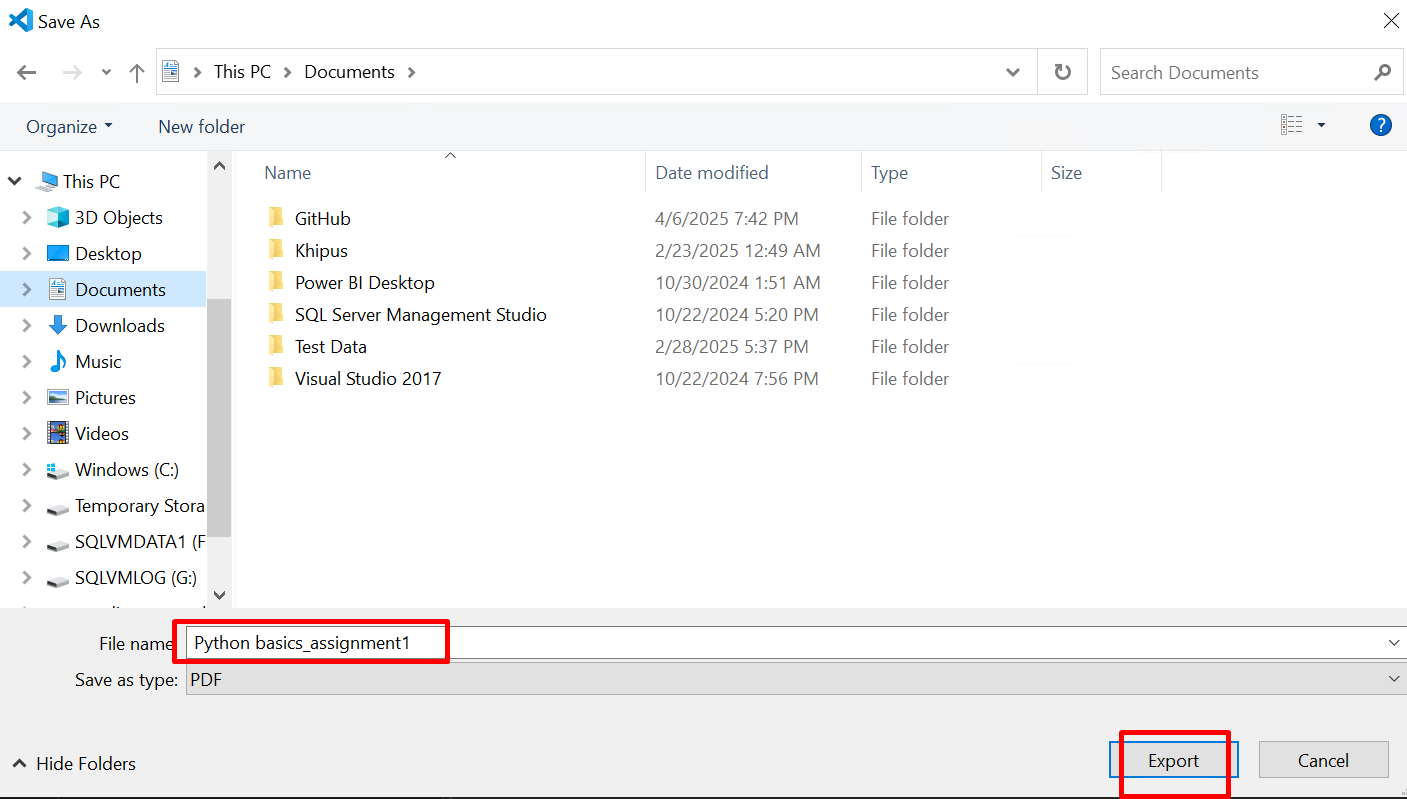 Save As
This PC Documents
Search Documents
Organize New folder
?
Name Date modified Type Size
This PC
3D Objects
Desktop
Documents
Downloads
Music
Pictures
Videos
Windows (C:)
Temporary Stora
SQLVMDATA1 (F
SQLVMLOG (G:)
GitHub 4/6/2025 7:42 PM File folder
Khipus 2/23/2025 12:49 AM File folder
Power BI Desktop 10/30/2024 1:51 AM File folder
SQL Server Management Studio 10/22/2024 5:20 PM File folder
Test Data 2/28/2025 5:37 PM File folder
Visual Studio 2017 10/22/2024 7:56 PM File folder
File name Python basics_assignment1
Save as type: PDF
Hide Folders
Export Cancel